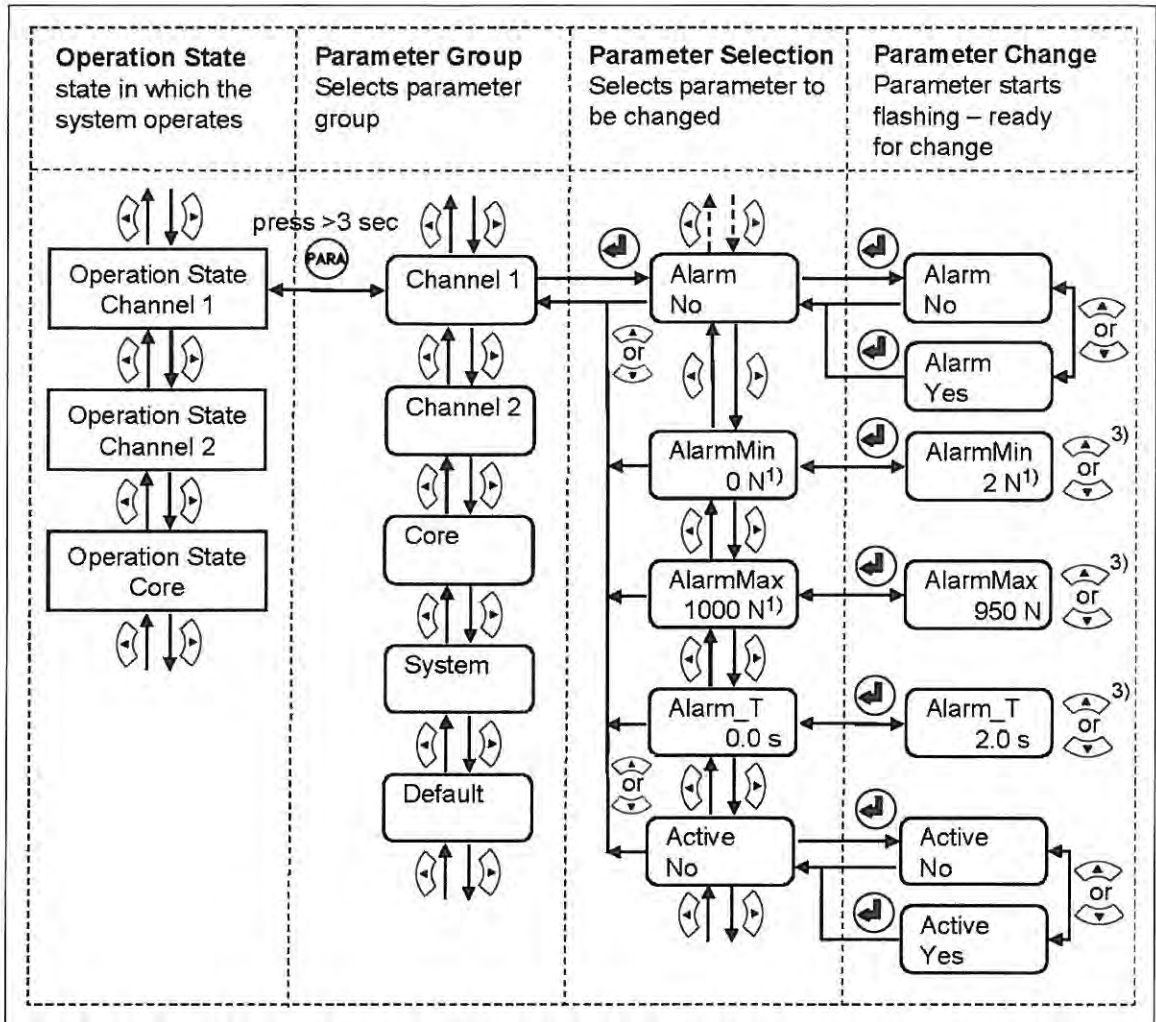 Operation State
state in which the
system operates
Parameter Group
Selects parameter
group
Parameter Selection
Selects parameter to
be changed
Parameter Change
Parameter starts
flashing – ready
for change
press >3 sec
PARA
Operation State
Channel 1
Operation State
Channel 2
Operation State
Core
Channel 1
Channel 2
Core
System
Default
Alarm
No
or
AlarmMin
0 N1)
AlarmMax
1000 N1)
Alarm_T
0.0 s
or
Active
No
Alarm
No
or
Alarm
Yes
AlarmMin
2 N1)
or
3)
AlarmMax
950 N
or
3)
Alarm_T
2.0 s
or
3)
Active
No
or
Active
Yes